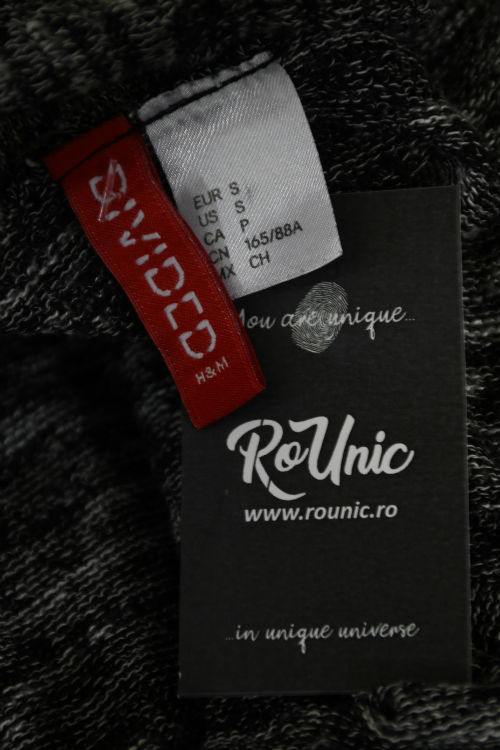 DIVIDED
H&M
EUR S
US S
CA P
CN 165/88A
MX CH
You are unique...
RoUnic
www.rounic.ro
...in unique universe